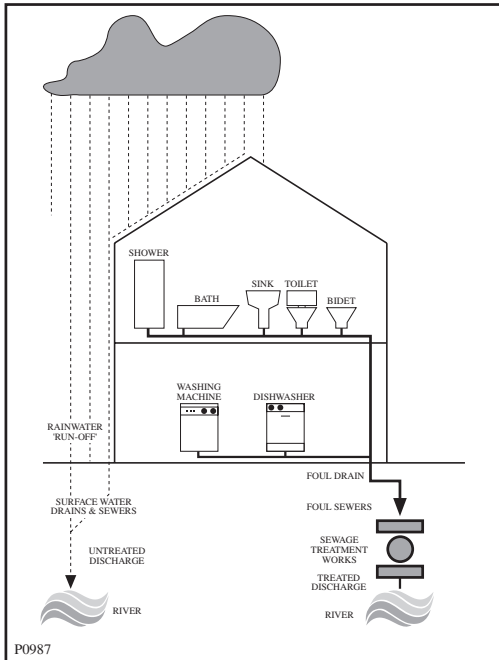 SHOWER
BATH
SINK
TOILET
BIDET
WASHING
MACHINE
DISHWASHER
RAINWATER
'RUN-OFF'
FOUL DRAIN
SURFACE WATER
DRAINS & SEWERS
FOUL SEWERS
UNTREATED
DISCHARGE
SEWAGE
TREATMENT
WORKS
TREATED
DISCHARGE
RIVER
RIVER
P0987